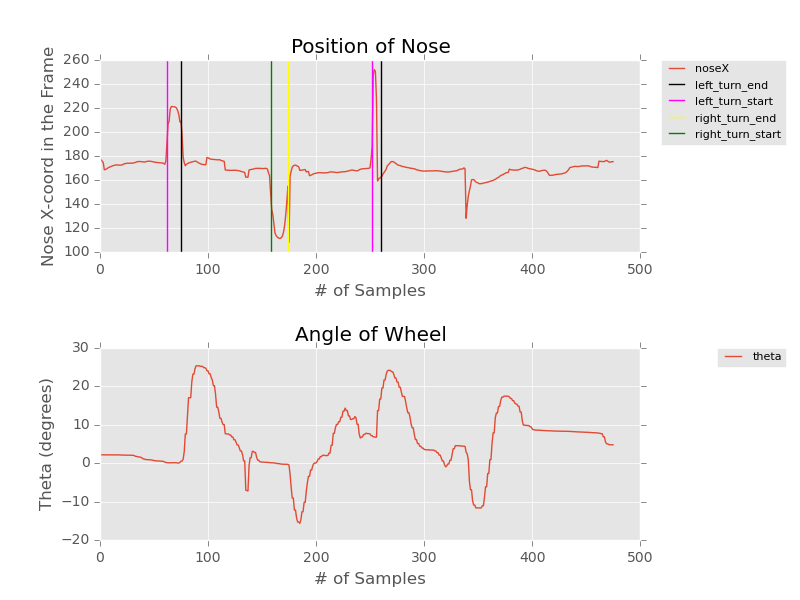 Position of Nose
Nose X-coord in the Frame
260
240
220
200
180
160
140
120
100
0 100 200 300 400 500
# of Samples
noseX
left_turn_end
left_turn_start
right_turn_end
right_turn_start
Angle of Wheel
Theta (degrees)
30
20
10
0
−10
−20
0 100 200 300 400 500
# of Samples
theta